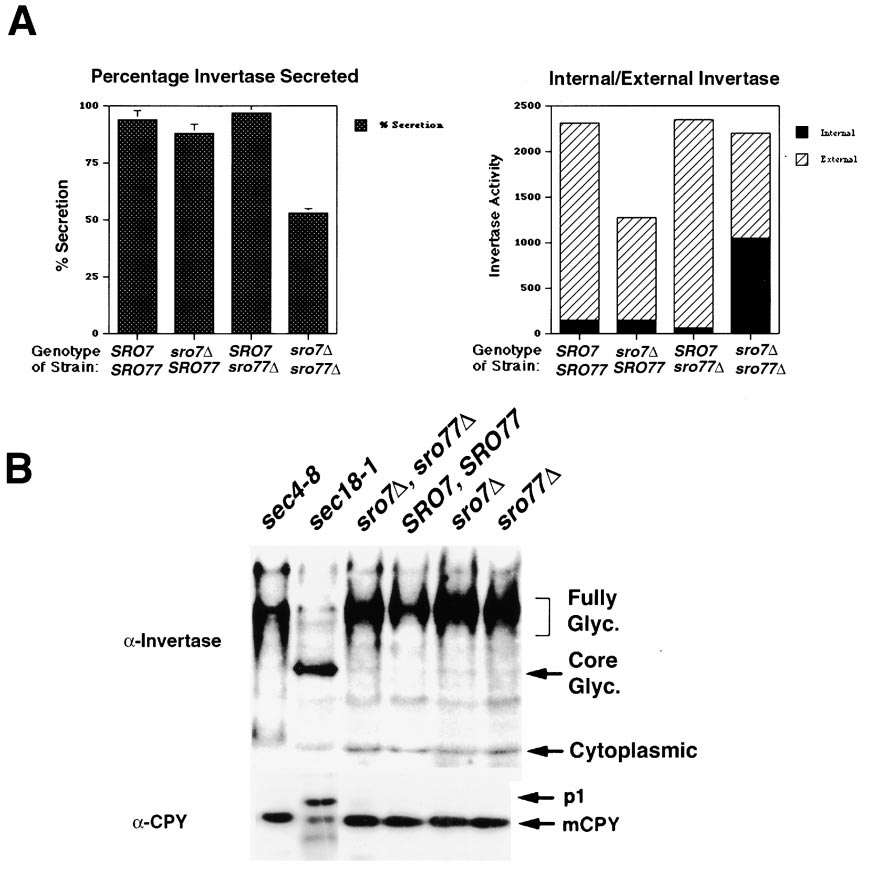 A
Percentage Invertase Secreted
100
75
50
25
0
% Secretion
% Secretion
Genotype of Strain:
SRO7 SRO77
sro7Δ SRO77
SRO7 sro77Δ
sro7Δ sro77Δ
Internal/External Invertase
2500
2000
1500
1000
500
0
Invertase Activity
Internal
External
Genotype of Strain:
SRO7 SRO77
sro7Δ SRO77
SRO7 sro77Δ
sro7Δ sro77Δ
B
sec4-8
sec18-1
sro7Δ, sro77Δ
SRO7, SRO77
sro7Δ
sro77Δ
α-Invertase
Fully
Glyc.
Core
Glyc.
Cytoplasmic
α-CPY
p1
mCPY